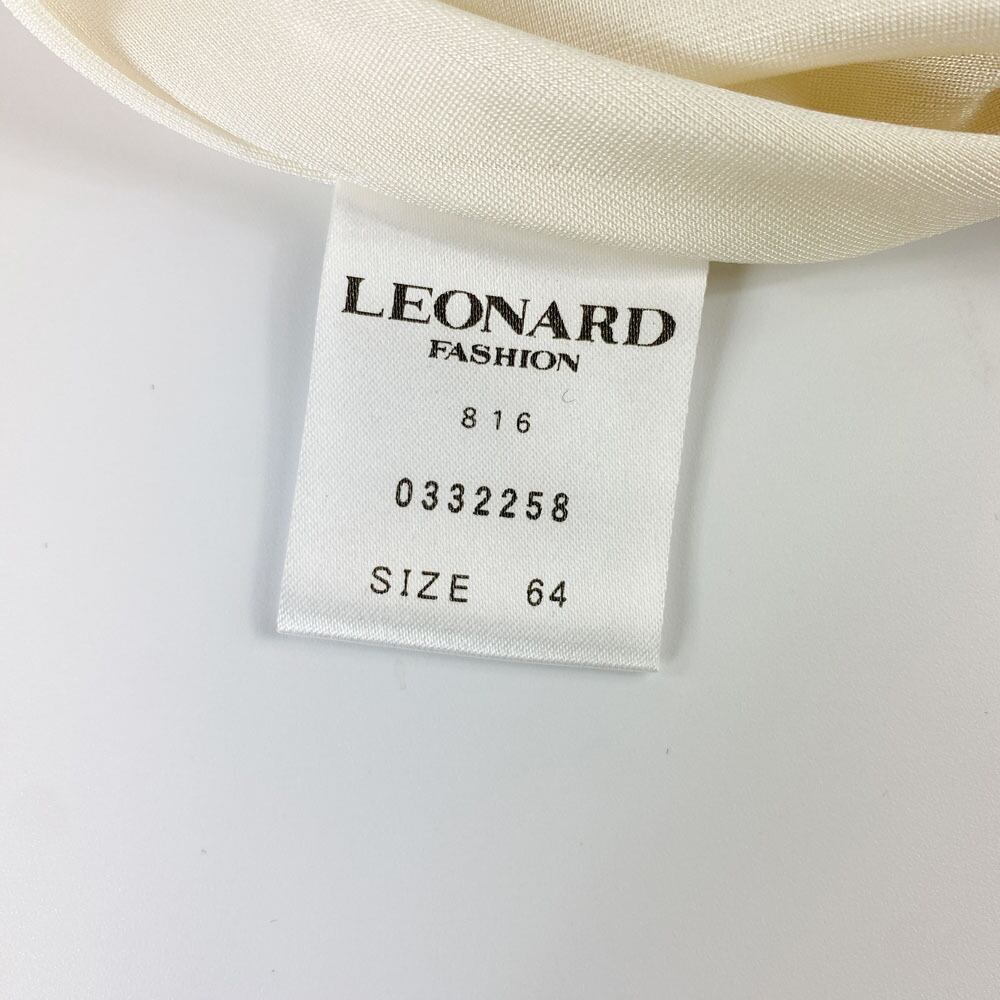 LEONARD
FASHION
816
0332258
SIZE 64